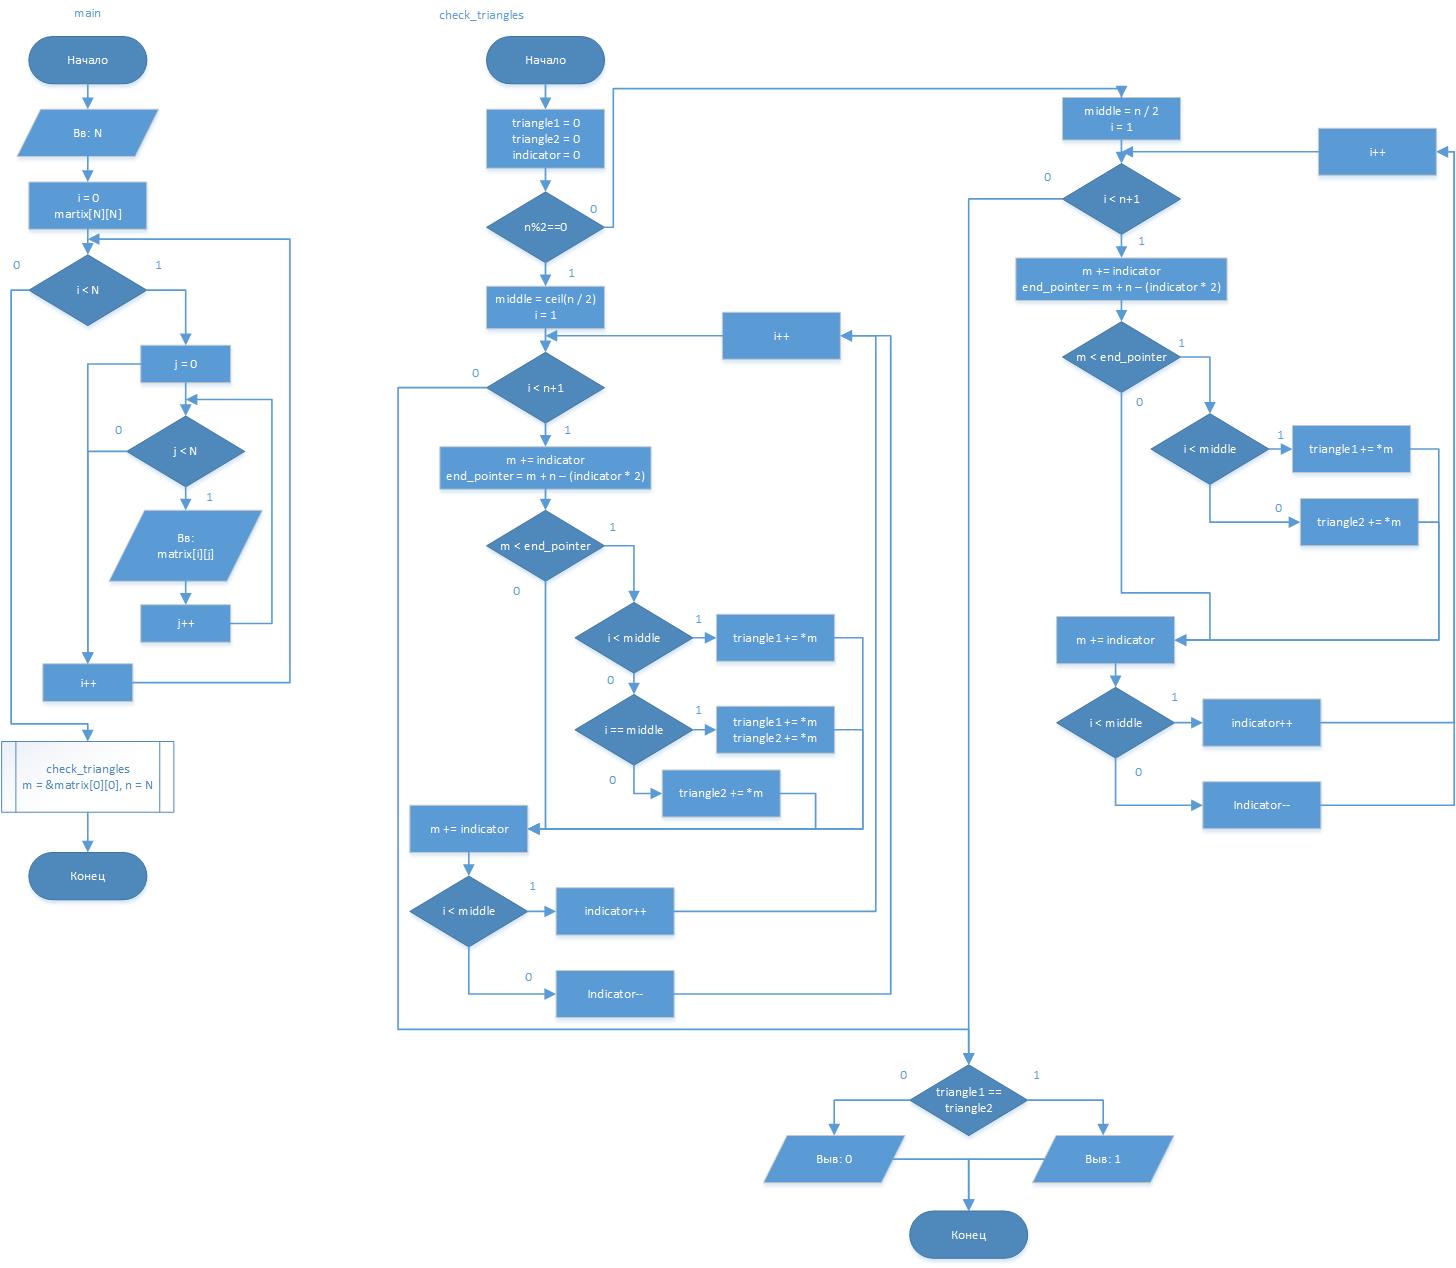 main
Начало
Вв: N
i = 0
martix[N][N]
i < N
0
1
j = 0
j < N
0
1
Вв:
matrix[i][j]
j++
i++
check_triangles
m = &matrix[0][0], n = N
Конец
check_triangles
Начало
triangle1 = 0
triangle2 = 0
indicator = 0
n%2==0
0
1
middle = ceil(n / 2)
i = 1
i++
i < n+1
0
1
m += indicator
end_pointer = m + n – (indicator * 2)
m < end_pointer
1
0
i < middle
1
triangle1 += *m
0
i == middle
1
triangle1 += *m
triangle2 += *m
0
triangle2 += *m
m += indicator
i < middle
1
indicator++
0
Indicator--
middle = n / 2
i = 1
i++
i < n+1
0
1
m += indicator
end_pointer = m + n – (indicator * 2)
m < end_pointer
1
0
i < middle
1
triangle1 += *m
0
triangle2 += *m
m += indicator
i < middle
1
indicator++
0
Indicator--
triangle1 ==
triangle2
0
1
Выв: 0
Выв: 1
Конец